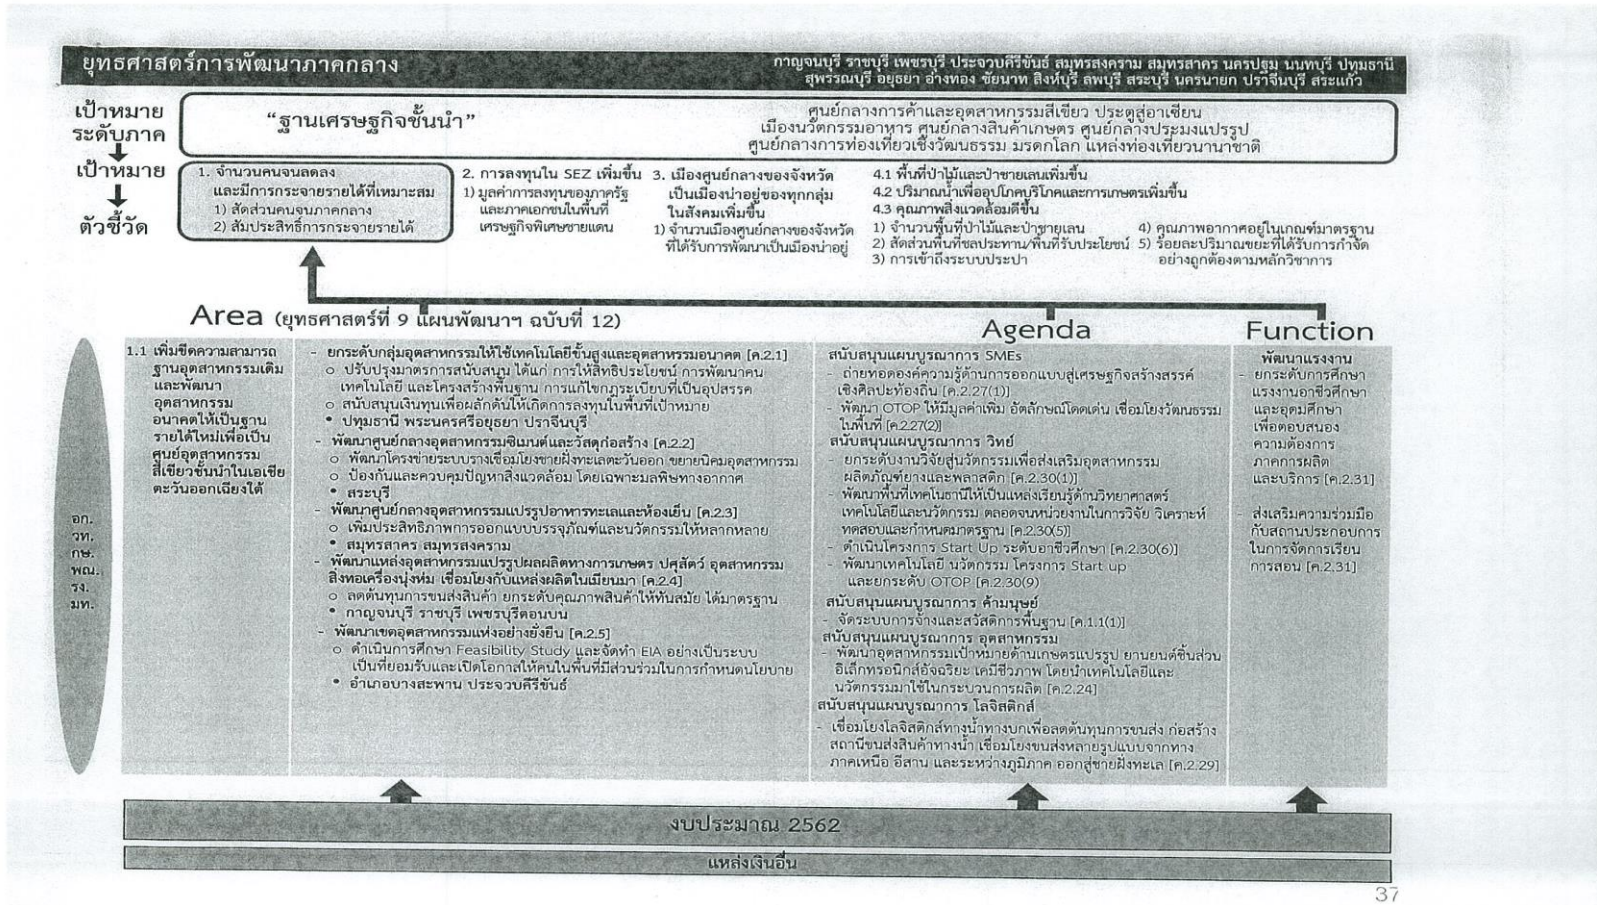 ยุทธศาสตร์การพัฒนาภาคกลาง
กาญจนบุรี ราชบุรี เพชรบุรี ประจวบคีรีขันธ์ สมุทรสงคราม สมุทรสาคร นครปฐม นนทบุรี ปทุมธานี
สุพรรณบุรี อยุธยา อ่างทอง ชัยนาท สิงห์บุรี ลพบุรี สระบุรี นครนายก ปราจีนบุรี สระแก้ว
เป้าหมาย
ระดับภาค
“ฐานเศรษฐกิจชั้นนำ”
ศูนย์กลางการค้าและอุตสาหกรรมสีเขียว ประตูสู่อาเซียน
เมืองนวัตกรรมอาหาร ศูนย์กลางสินค้าเกษตร ศูนย์กลางประมงแปรรูป
ศูนย์กลางการท่องเที่ยวเชิงวัฒนธรรม มรดกโลก แหล่งท่องเที่ยวนานาชาติ
เป้าหมาย
ตัวชี้วัด
1. จำนวนคนจนลดลง
และมีการกระจายรายได้ที่เหมาะสม
1) สัดส่วนคนจนภาคกลาง
2) สัมประสิทธิ์การกระจายรายได้
2. การลงทุนใน SEZ เพิ่มขึ้น
1) มูลค่าการลงทุนของภาครัฐ
และภาคเอกชนในพื้นที่
เศรษฐกิจพิเศษชายแดน
3. เมืองศูนย์กลางของจังหวัด
เป็นเมืองน่าอยู่ของทุกกลุ่ม
ในสังคมเพิ่มขึ้น
1) จำนวนเมืองศูนย์กลางของจังหวัด
ที่ได้รับการพัฒนาเป็นเมืองน่าอยู่
4.1 พื้นที่ป่าไม้และป่าชายเลนเพิ่มขึ้น
4.2 ปริมาณน้ำเพื่ออุปโภคบริโภคและการเกษตรเพิ่มขึ้น
4.3 คุณภาพสิ่งแวดล้อมดีขึ้น
1) จำนวนพื้นที่ป่าไม้และป่าชายเลน
2) สัดส่วนพื้นที่ชลประทาน/พื้นที่รับประโยชน์
3) การเข้าถึงระบบประปา
4) คุณภาพอากาศอยู่ในเกณฑ์มาตรฐาน
5) ร้อยละปริมาณขยะที่ได้รับการกำจัด
อย่างถูกต้องตามหลักวิชาการ
Area (ยุทธศาสตร์ที่ 9 แผนพัฒนาฯ ฉบับที่ 12)
Agenda
Function
อก.
วท.
กษ.
พณ.
รง.
มท.
1.1 เพิ่มขีดความสามารถ
ฐานอุตสาหกรรมเดิม
และพัฒนา
อุตสาหกรรม
อนาคตให้เป็นฐาน
รายได้ใหม่เพื่อเป็น
ศูนย์อุตสาหกรรม
สีเขียวชั้นนำในเอเชีย
ตะวันออกเฉียงใต้
- ยกระดับกลุ่มอุตสาหกรรมให้ใช้เทคโนโลยีขั้นสูงและอุตสาหรรมอนาคต [ค.2.1]
o ปรับปรุงมาตรการสนับสนุน ได้แก่ การให้สิทธิประโยชน์ การพัฒนาคน
เทคโนโลยี และโครงสร้างพื้นฐาน การแก้ไขกฎระเบียบที่เป็นอุปสรรค
o สนับสนุนเงินทุนเพื่อผลักดันให้เกิดการลงทุนในพื้นที่เป้าหมาย
• ปทุมธานี พระนครศรีอยุธยา ปราจีนบุรี
- พัฒนาศูนย์กลางอุตสาหกรรมซิเมนต์และวัสดุก่อสร้าง [ค.2.2]
o พัฒนาโครงข่ายระบบรางเชื่อมโยงชายฝั่งทะเลตะวันออก ขยายนิคมอุตสาหกรรม
o ป้องกันและควบคุมปัญหาสิ่งแวดล้อม โดยเฉพาะมลพิษทางอากาศ
• สระบุรี
- พัฒนาศูนย์กลางอุตสาหกรรมแปรรูปอาหารทะเลและห้องเย็น [ค.2.3]
o เพิ่มประสิทธิภาพการออกแบบบรรจุภัณฑ์และนวัตกรรมให้หลากหลาย
• สมุทรสาคร สมุทรสงคราม
- พัฒนาแหล่งอุตสาหกรรมแปรรูปผลผลิตทางการเกษตร ปศุสัตว์ อุตสาหกรรม
สิ่งทอเครื่องนุ่งห่ม เชื่อมโยงกับแหล่งผลิตในเมียนมา [ค.2.4]
o ลดต้นทุนการขนส่งสินค้า ยกระดับคุณภาพสินค้าให้ทันสมัย ได้มาตรฐาน
• กาญจนบุรี ราชบุรี เพชรบุรีตอนบน
- พัฒนาเขตอุตสาหกรรมแห่งอย่างยั่งยืน [ค.2.5]
o ดำเนินการศึกษา Feasibility Study และจัดทำ EIA อย่างเป็นระบบ
เป็นที่ยอมรับและเปิดโอกาสให้คนในพื้นที่มีส่วนร่วมในการกำหนดนโยบาย
• อำเภอบางสะพาน ประจวบคีรีขันธ์
สนับสนุนแผนบูรณาการ SMEs
- ถ่ายทอดองค์ความรู้ด้านการออกแบบสู่เศรษฐกิจสร้างสรรค์
เชิงศิลปะท้องถิ่น [ค.2.27(1)]
- พัฒนา OTOP ให้มีมูลค่าเพิ่ม อัตลักษณ์โดดเด่น เชื่อมโยงวัฒนธรรม
ในพื้นที่ [ค.2.27(2)]
สนับสนุนแผนบูรณาการ วิทย์
- ยกระดับงานวิจัยสู่นวัตกรรมเพื่อส่งเสริมอุตสาหกรรม
ผลิตภัณฑ์ยางและพลาสติก [ค.2.30(1)]
- พัฒนาพื้นที่เทคโนธานีให้เป็นแหล่งเรียนรู้ด้านวิทยาศาสตร์
เทคโนโลยีและนวัตกรรม ตลอดจนหน่วยงานในการวิจัย วิเคราะห์
ทดสอบและกำหนดมาตรฐาน [ค.2.30(5)]
- ดำเนินโครงการ Start Up ระดับอาชีวศึกษา [ค.2.30(6)]
- พัฒนาเทคโนโลยี นวัตกรรม โครงการ Start up
และยกระดับ OTOP [ค.2.30(9)
สนับสนุนแผนบูรณาการ ค้ามนุษย์
- จัดระบบการจ้างและสวัสดิการพื้นฐาน [ค.1.1(1)]
สนับสนุนแผนบูรณาการ อุตสาหกรรม
- พัฒนาอุตสาหกรรมเป้าหมายด้านเกษตรแปรรูป ยานยนต์ชิ้นส่วน
อิเล็กทรอนิกส์อัจฉริยะ เคมีชีวภาพ โดยนำเทคโนโลยีและ
นวัตกรรมมาใช้ในกระบวนการผลิต [ค.2.24]
สนับสนุนแผนบูรณาการ โลจิสติกส์
- เชื่อมโยงโลจิสติกส์ทางน้ำทางบกเพื่อลดต้นทุนการขนส่ง ก่อสร้าง
สถานีขนส่งสินค้าทางน้ำ เชื่อมโยงขนส่งหลายรูปแบบจากทาง
ภาคเหนือ อีสาน และระหว่างภูมิภาค ออกสู่ชายฝั่งทะเล [ค.2.29]
พัฒนาแรงงาน
- ยกระดับการศึกษา
แรงงานอาชีวศึกษา
และอุดมศึกษา
เพื่อตอบสนอง
ความต้องการ
ภาคการผลิต
และบริการ [ค.2.31]
- ส่งเสริมความร่วมมือ
กับสถานประกอบการ
ในการจัดการเรียน
การสอน [ค.2.31]
งบประมาณ 2562
แหล่งเงินอื่น
37